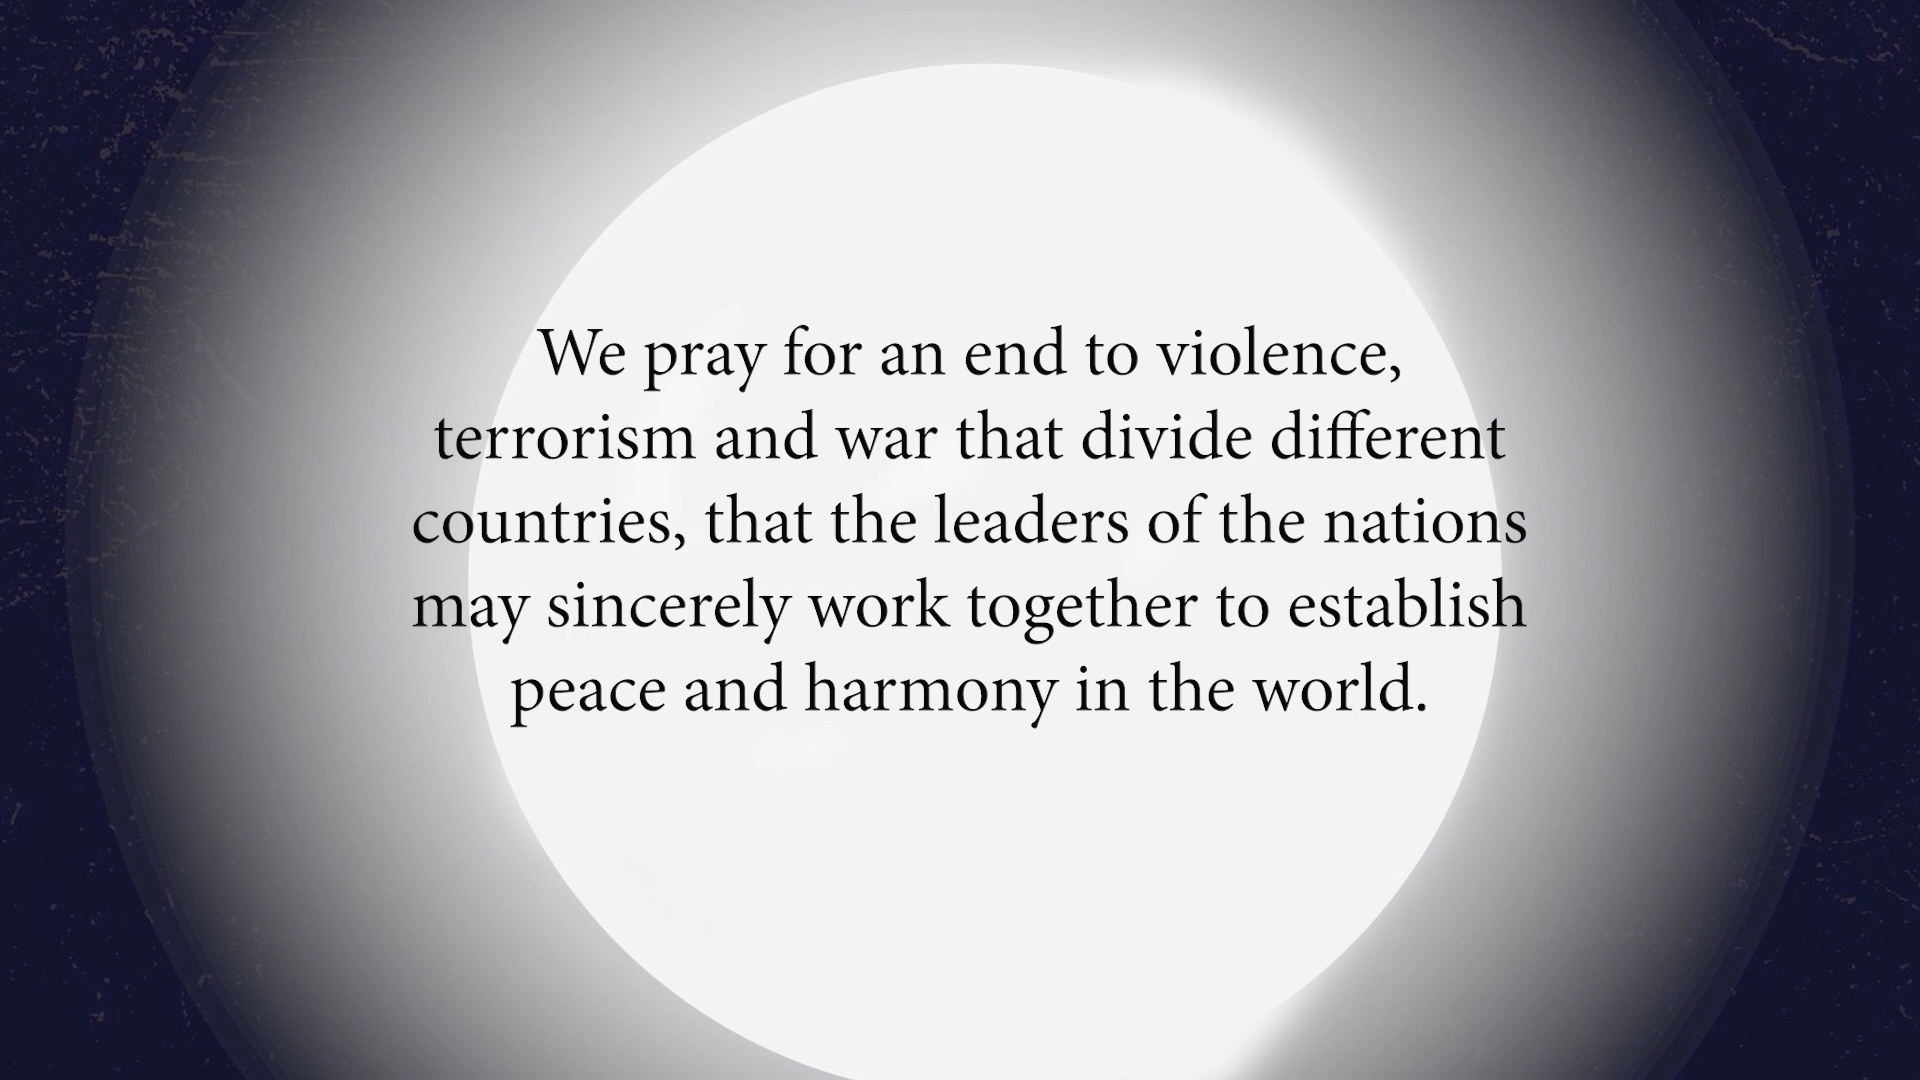 We pray for an end to violence,
terrorism and war that divide different
countries, that the leaders of the nations
may sincerely work together to establish
peace and harmony in the world.